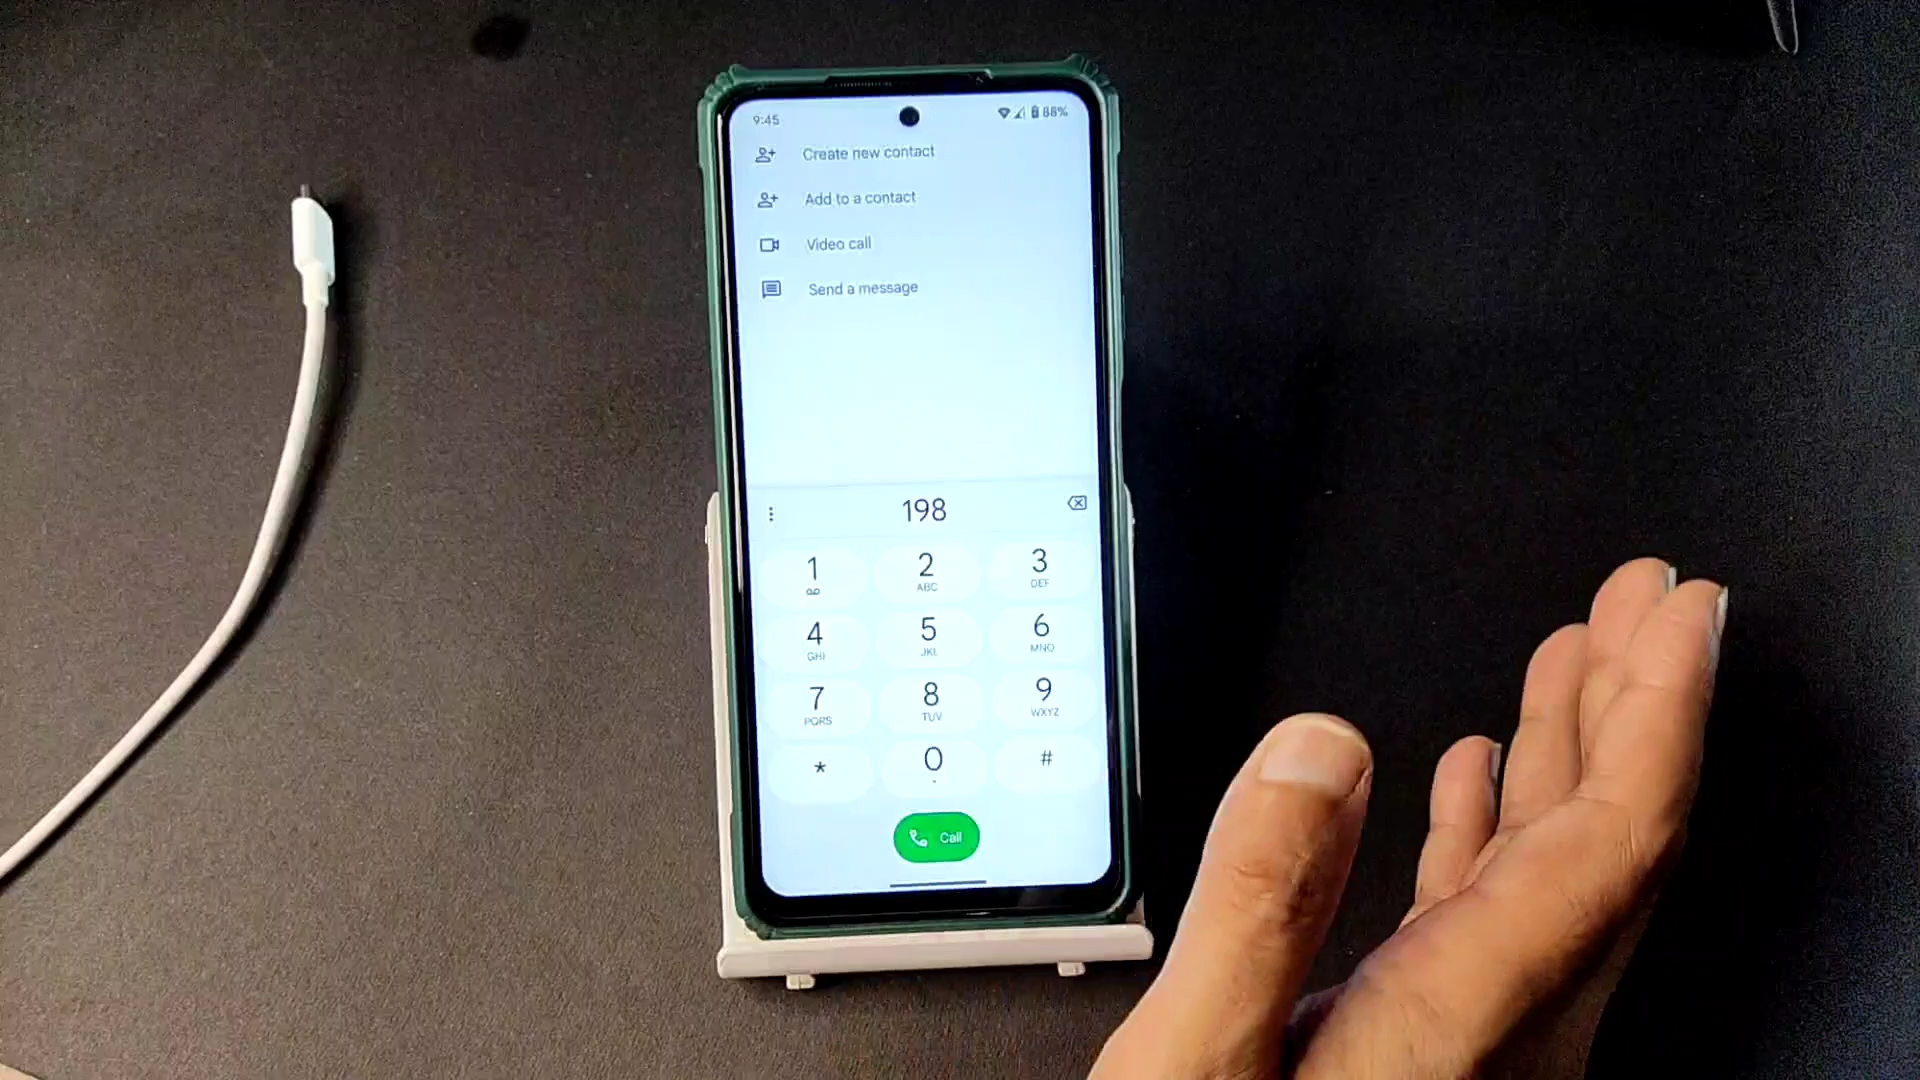 9:45
88%
Create new contact
Add to a contact
Video call
Send a message
198
1 2 3
ABC DEF
4 5 6
GHI JKL MNO
7 8 9
PQRS TUV WXYZ
* 0 #
Call